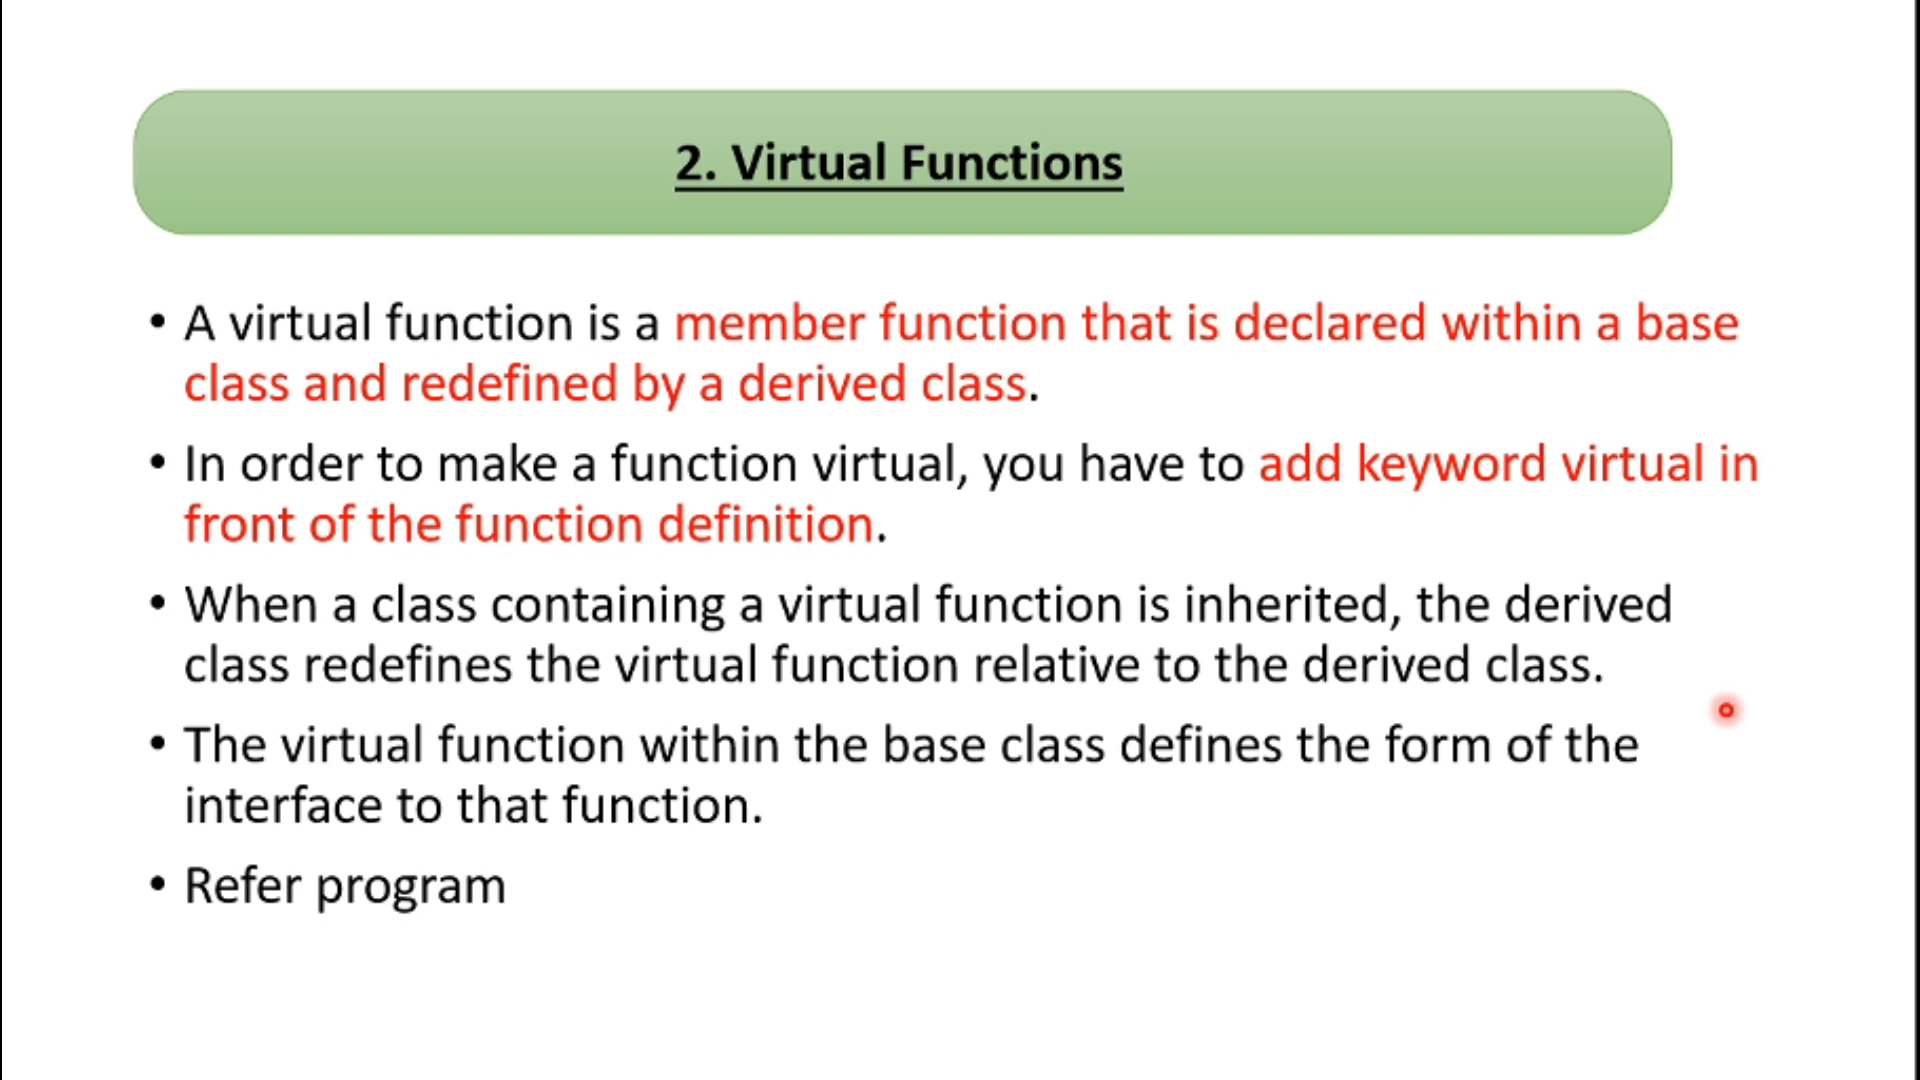 2. Virtual Functions
• A virtual function is a member function that is declared within a base
class and redefined by a derived class.
• In order to make a function virtual, you have to add keyword virtual in
front of the function definition.
• When a class containing a virtual function is inherited, the derived
class redefines the virtual function relative to the derived class.
• The virtual function within the base class defines the form of the
interface to that function.
• Refer program